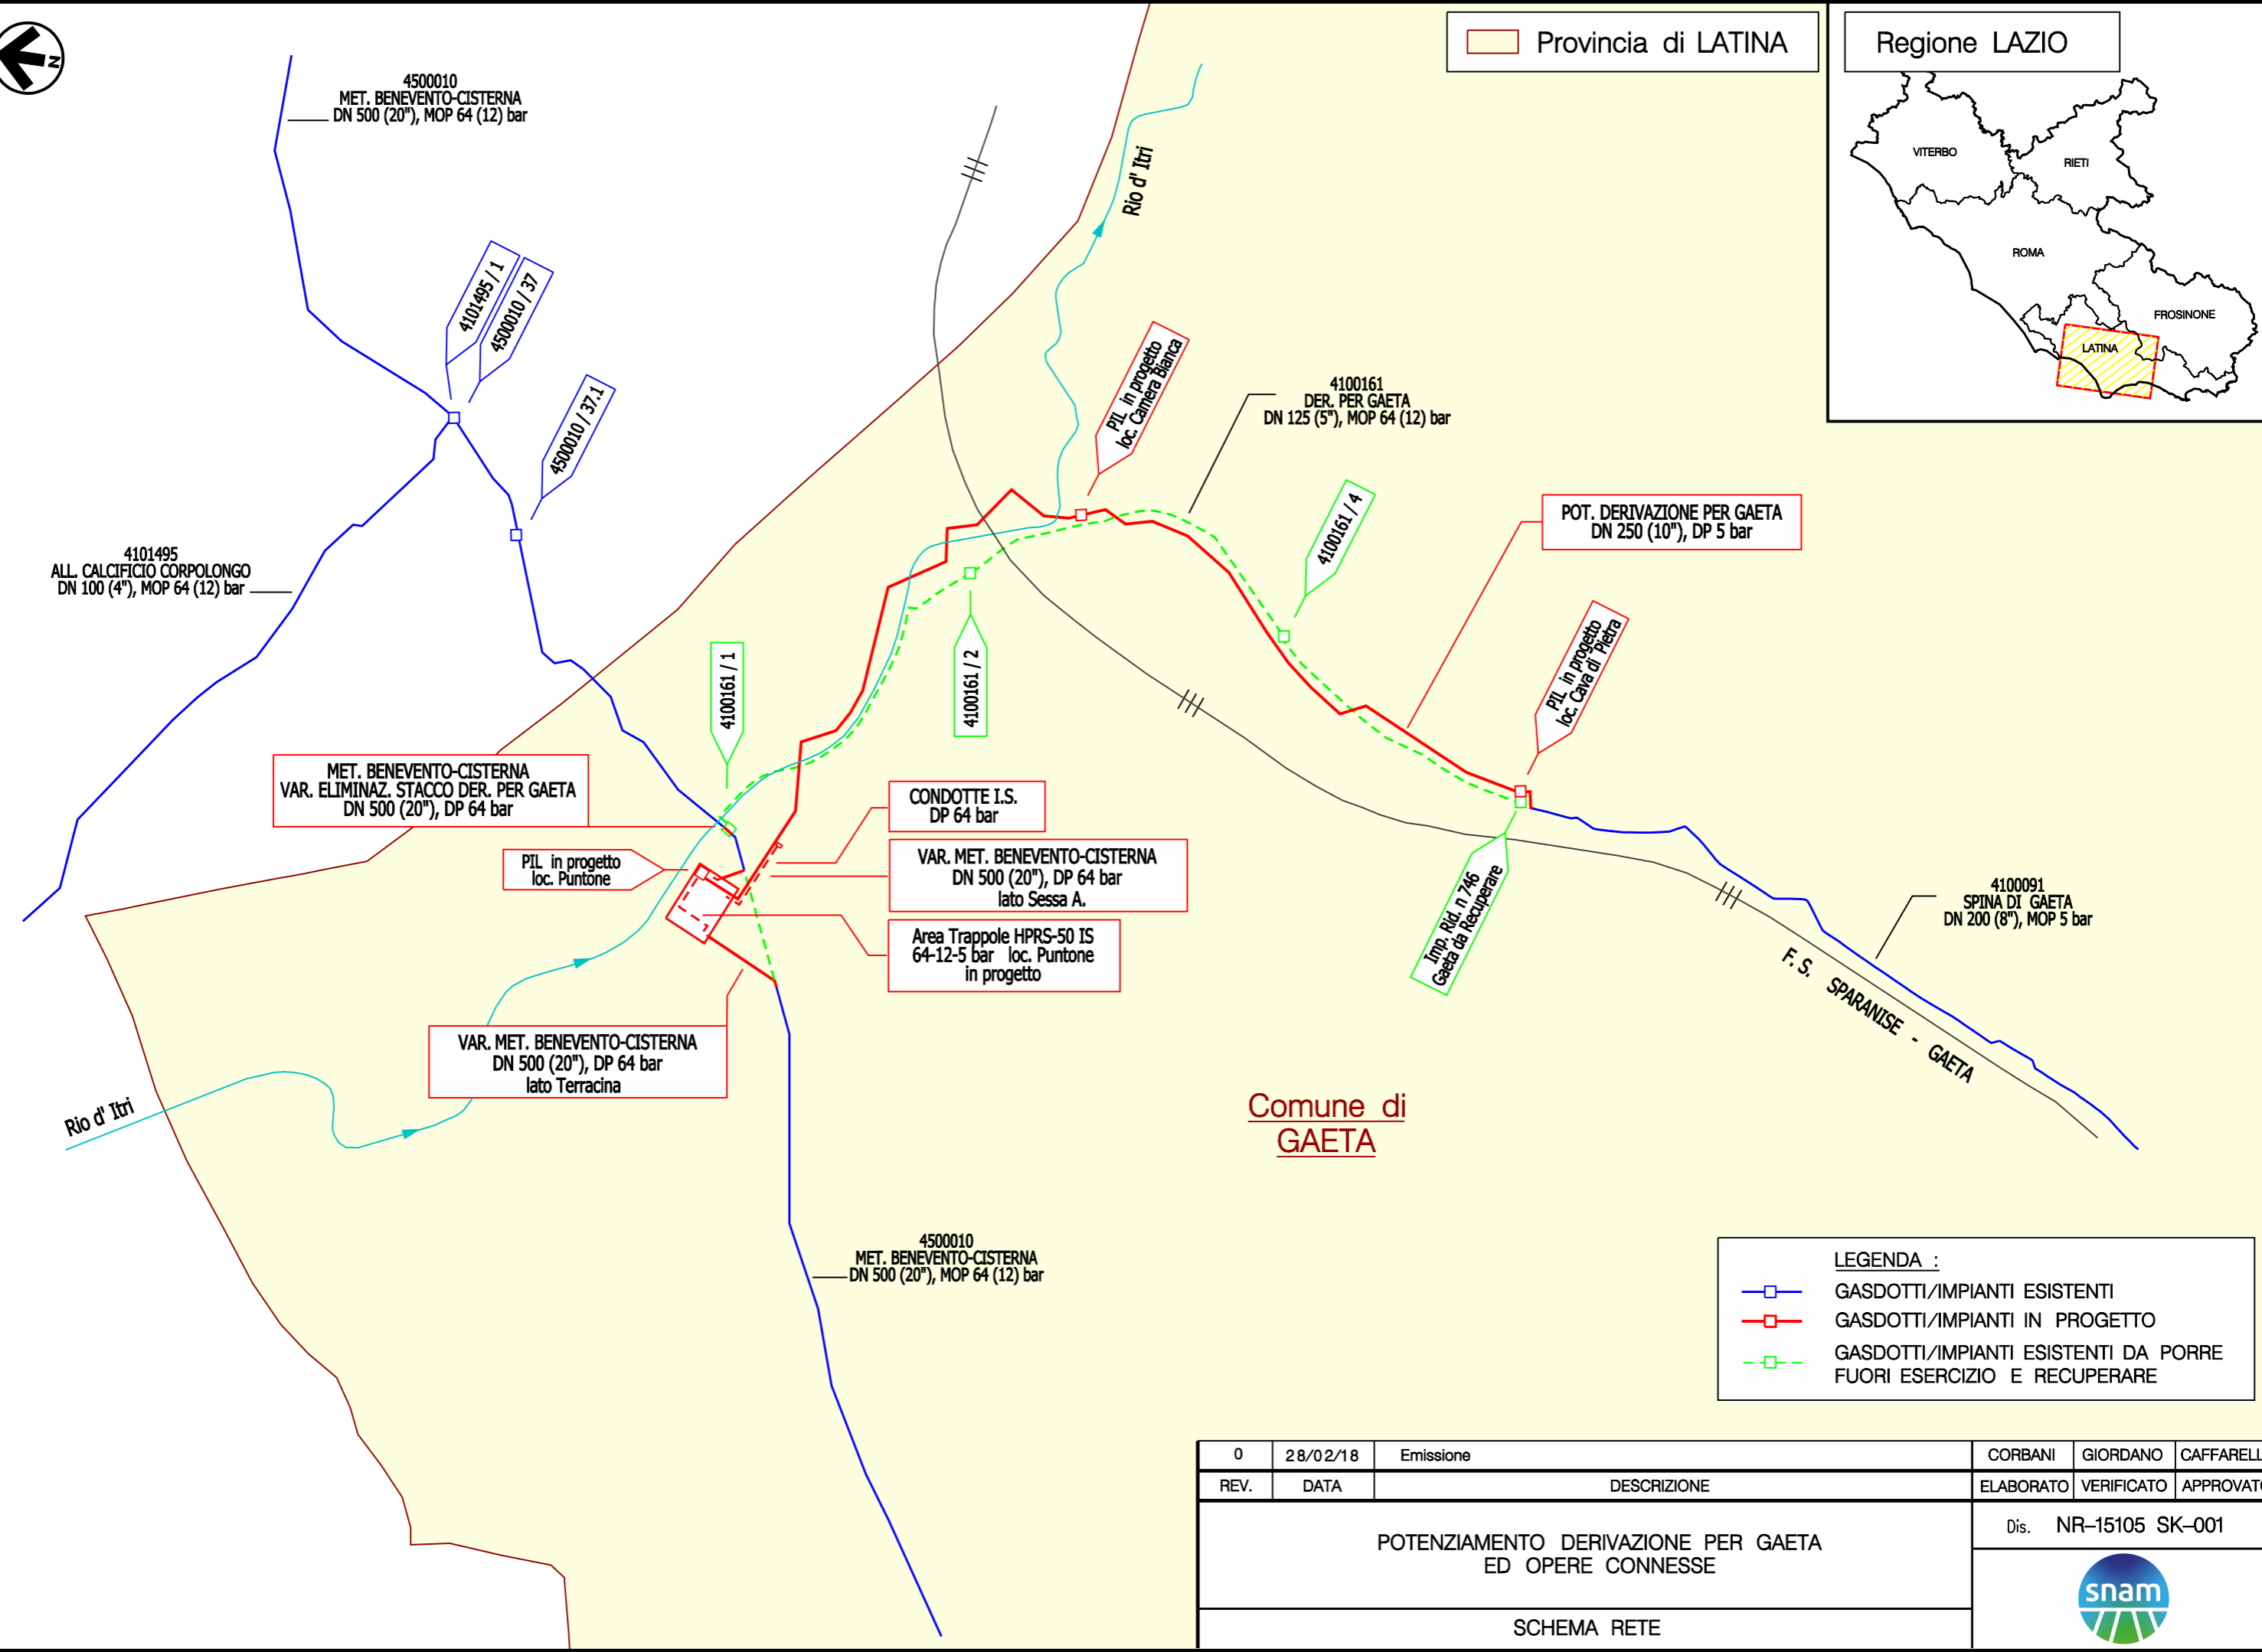 Provincia di LATINA
Regione LAZIO
VITERBO
RIETI
ROMA
FROSINONE
LATINA
N
4500010
MET. BENEVENTO-CISTERNA
DN 500 (20"), MOP 64 (12) bar
4101495 / 1
4500010 / 37
4500010 / 37.1
4101495
ALL. CALCIFICIO CORPOLONGO
DN 100 (4"), MOP 64 (12) bar
Rio d' Itri
PIL in progetto
loc. Camera Bianca
4100161
DER. PER GAETA
DN 125 (5"), MOP 64 (12) bar
4100161 / 4
POT. DERIVAZIONE PER GAETA
DN 250 (10"), DP 5 bar
PIL in progetto
loc. Cava di Pietra
4100161 / 1
4100161 / 2
MET. BENEVENTO-CISTERNA
VAR. ELIMINAZ. STACCO DER. PER GAETA
DN 500 (20"), DP 64 bar
CONDOTTE I.S.
DP 64 bar
PIL in progetto
loc. Puntone
VAR. MET. BENEVENTO-CISTERNA
DN 500 (20"), DP 64 bar
lato Sessa A.
Area Trappole HPRS-50 IS
64-12-5 bar loc. Puntone
in progetto
Imp. Rid. n 746
Gaeta da Recuperare
4100091
SPINA DI GAETA
DN 200 (8"), MOP 5 bar
F.S. SPARANISE - GAETA
VAR. MET. BENEVENTO-CISTERNA
DN 500 (20"), DP 64 bar
lato Terracina
Rio d' Itri
Comune di
GAETA
4500010
MET. BENEVENTO-CISTERNA
DN 500 (20"), MOP 64 (12) bar
LEGENDA :
GASDOTTI/IMPIANTI ESISTENTI
GASDOTTI/IMPIANTI IN PROGETTO
GASDOTTI/IMPIANTI ESISTENTI DA PORRE
FUORI ESERCIZIO E RECUPERARE
0 28/02/18 Emissione CORBANI GIORDANO CAFFARELL
REV. DATA DESCRIZIONE ELABORATO VERIFICATO APPROVATO
POTENZIAMENTO DERIVAZIONE PER GAETA
ED OPERE CONNESSE
Dis. NR-15105 SK-001
snam
SCHEMA RETE